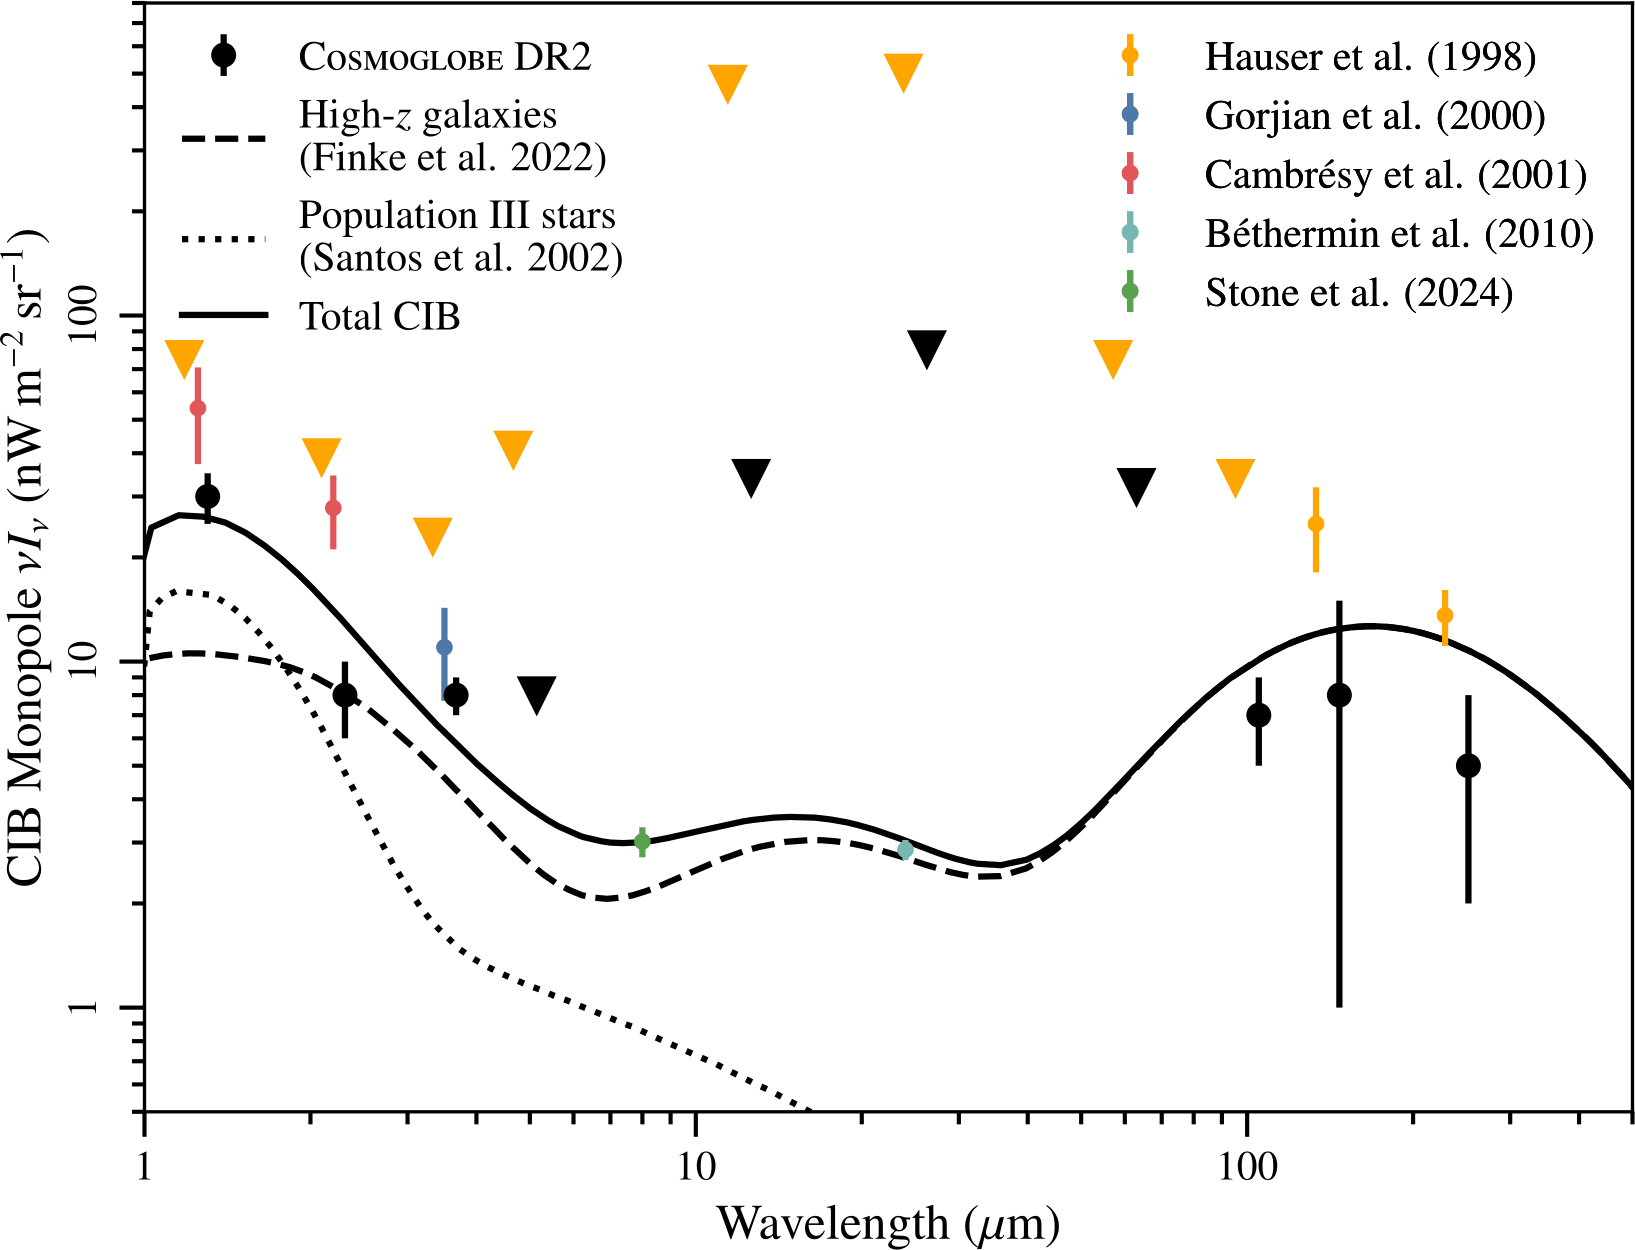 COSMOGLOBE DR2
High-z galaxies
(Finke et al. 2022)
Population III stars
(Santos et al. 2002)
Total CIB
Hauser et al. (1998)
Gorjian et al. (2000)
Cambrésy et al. (2001)
Béthermin et al. (2010)
Stone et al. (2024)
CIB Monopole νIν (nW m−2 sr−1)
100
10
1
1
10
100
Wavelength (μm)